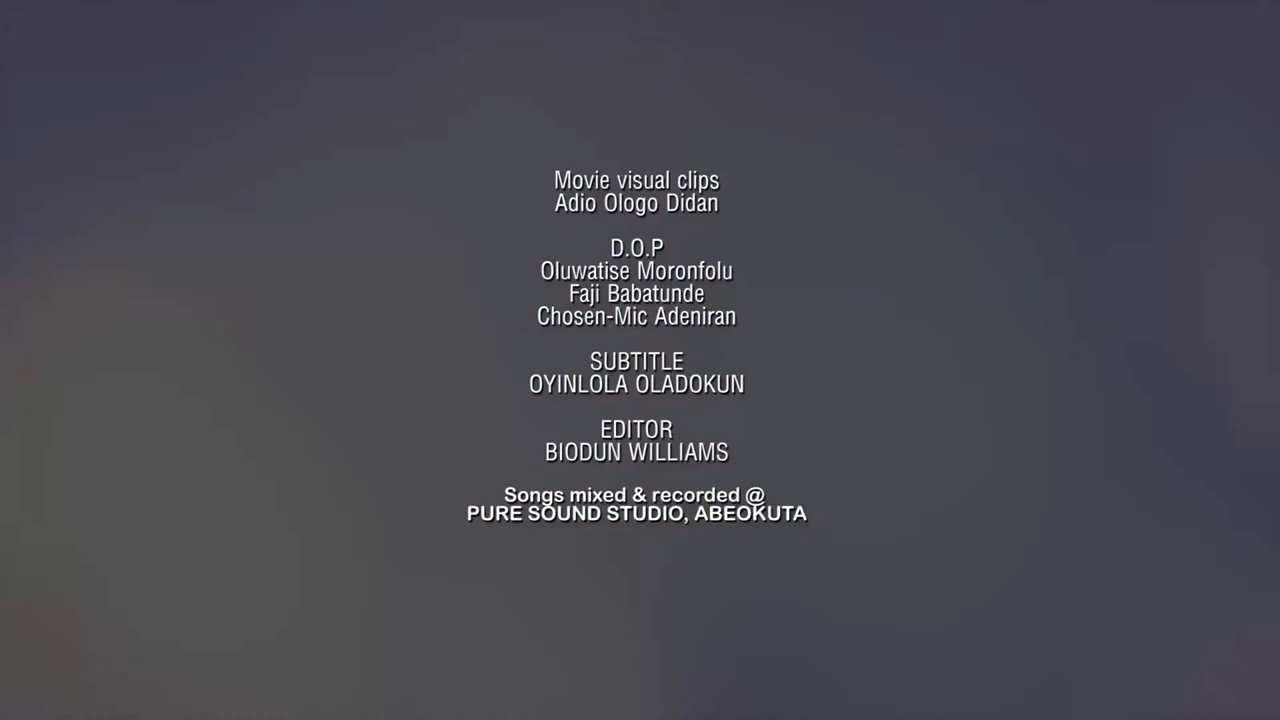 Movie visual clips
Adio Ologo Didan
D.O.P
Oluwatise Moronfolu
Faji Babatunde
Chosen-Mic Adeniran
SUBTITLE
OYINLOLA OLADOKUN
EDITOR
BIODUN WILLIAMS
Songs mixed & recorded @
PURE SOUND STUDIO, ABEOKUTA